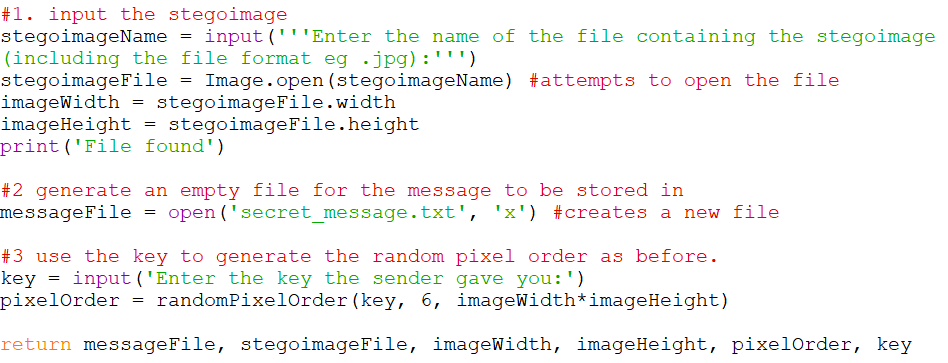 #1. input the stegoimage
stegoimageName = input('''Enter the name of the file containing the stegoimage
(including the file format eg .jpg):''')
stegoimageFile = Image.open(stegoimageName) #attempts to open the file
imageWidth = stegoimageFile.width
imageHeight = stegoimageFile.height
print('File found')
#2 generate an empty file for the message to be stored in
messageFile = open('secret_message.txt', 'x') #creates a new file
#3 use the key to generate the random pixel order as before.
key = input('Enter the key the sender gave you:')
pixelOrder = randomPixelOrder(key, 6, imageWidth*imageHeight)
return messageFile, stegoimageFile, imageWidth, imageHeight, pixelOrder, key